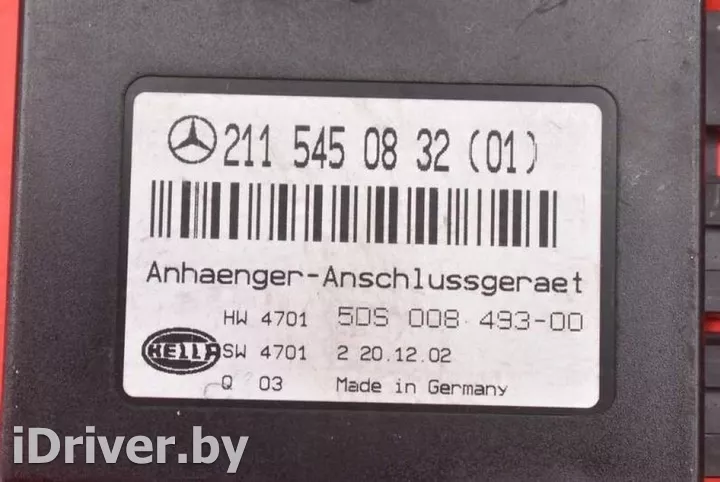 211 545 08 32 (01)
Anhaenger-Anschlussgeraet
HW 4701 5DS 008 493-00
HELLA SW 4701 2 20.12.02
Q 03 Made in Germany
iDriver.by